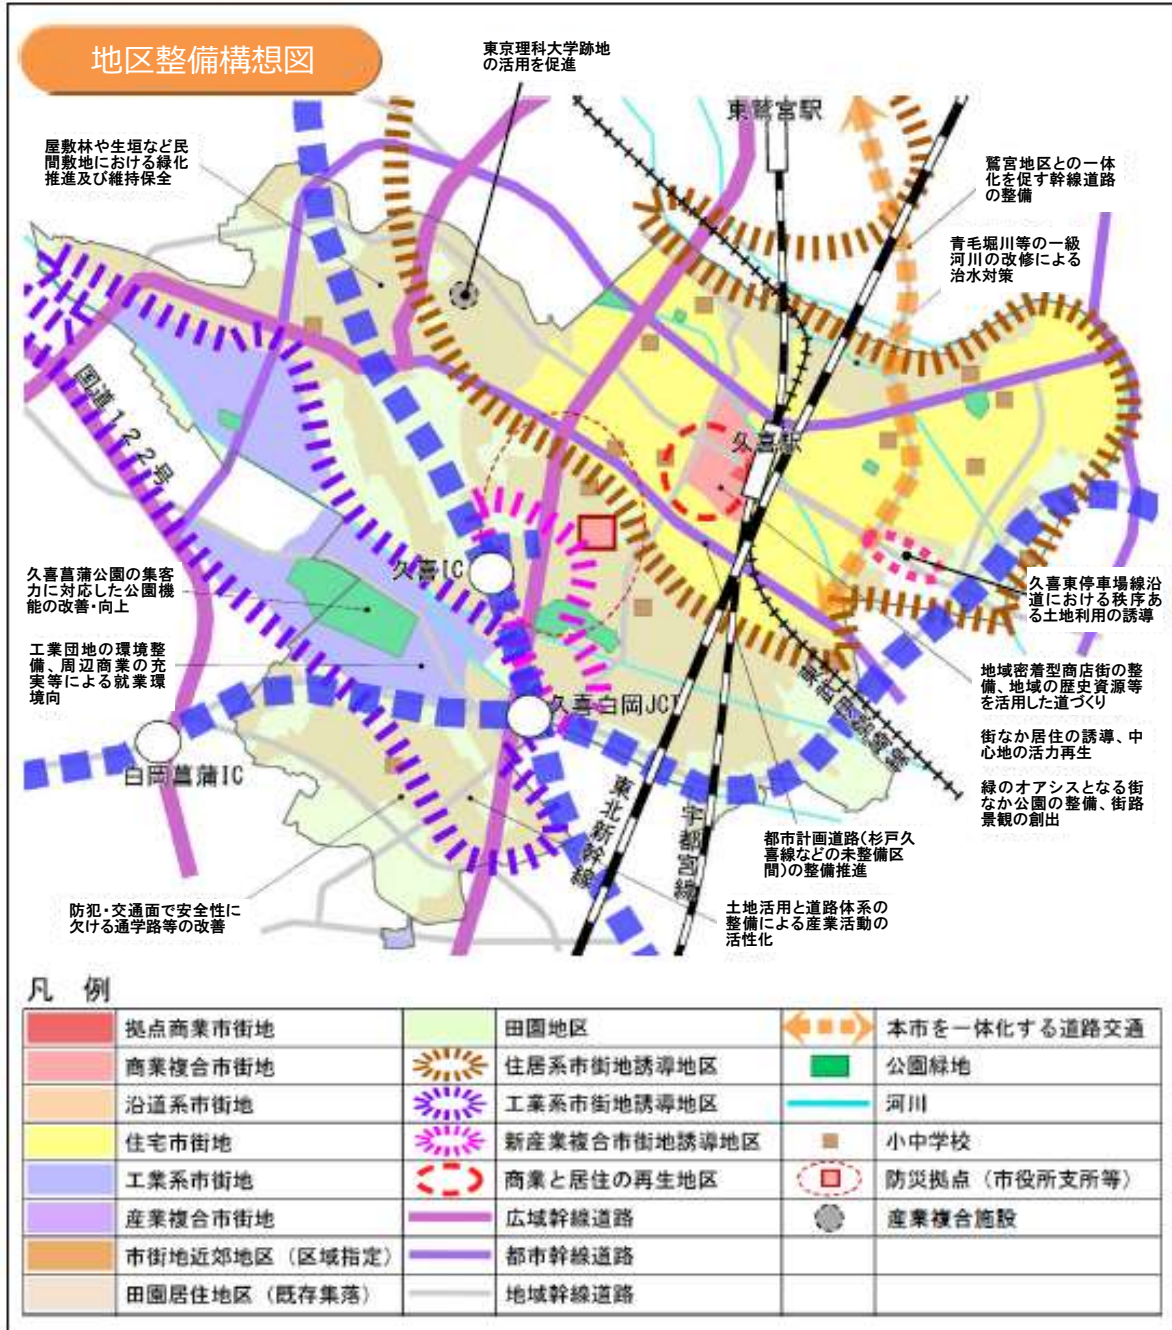 地区整備構想図
東京理科大学跡地
の活用を促進
屋敷林や生垣など民
間敷地における緑化
推進及び維持保全
東鷲宮駅
鷲宮地区との一体
化を促す幹線道路
の整備
青毛堀川等の一級
河川の改修による
治水対策
国道122号
久喜駅
久喜IC
久喜菖蒲公園の集客
力に対応した公園機
能の改善・向上
工業団地の環境整
備、周辺商業の充
実等による就業環
境向
久喜東停車場線沿
道における秩序あ
る土地利用の誘導
地域密着型商店街の整
備、地域の歴史資源等
を活用した道づくり
街なか居住の誘導、中
心地の活力再生
緑のオアシスとなる街
なか公園の整備、街路
景観の創出
久喜白岡JCT
白岡菖蒲IC
東北新幹線
宇都宮線
都市計画道路(杉戸久
喜線などの未整備区
間)の整備推進
防犯・交通面で安全性に
欠ける通学路等の改善
土地活用と道路体系の
整備による産業活動の
活性化
凡 例
拠点商業市街地
商業複合市街地
沿道系市街地
住宅市街地
工業系市街地
産業複合市街地
市街地近郊地区(区域指定)
田園居住地区(既存集落)
田園地区
住居系市街地誘導地区
工業系市街地誘導地区
新産業複合市街地誘導地区
商業と居住の再生地区
広域幹線道路
都市幹線道路
地域幹線道路
本市を一体化する道路交通
公園緑地
河川
小中学校
防災拠点(市役所支所等)
産業複合施設